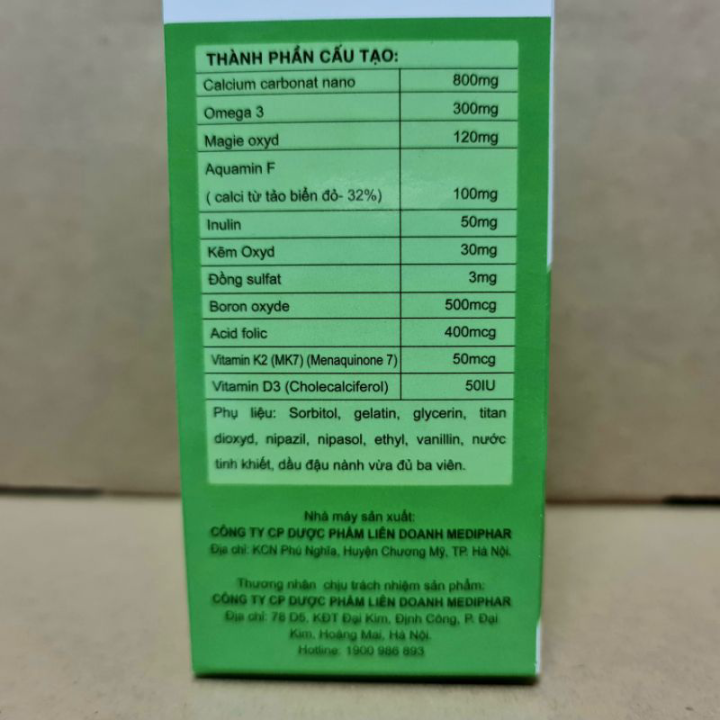 THÀNH PHẦN CẤU TẠO:
Calcium carbonat nano 800mg
Omega 3 300mg
Magie oxyd 120mg
Aquamin F
( calci từ tảo biển đỏ- 32%) 100mg
Inulin 50mg
Kẽm Oxyd 30mg
Đồng sulfat 3mg
Boron oxyde 500mcg
Acid folic 400mcg
Vitamin K2 (MK7) (Menaquinone 7) 50mcg
Vitamin D3 (Cholecalciferol) 50IU
Phụ liệu: Sorbitol, gelatin, glycerin, titan
dioxyd, nipazil, nipasol, ethyl, vanillin, nước
tinh khiết, dầu đậu nành vừa đủ ba viên.
Nhà máy sản xuất:
CÔNG TY CP DƯỢC PHẨM LIÊN DOANH MEDIPHAR
Địa chỉ: KCN Phú Nghĩa, Huyện Chương Mỹ, TP. Hà Nội.
Thương nhân chịu trách nhiệm sản phẩm:
CÔNG TY CP DƯỢC PHẨM LIÊN DOANH MEDIPHAR
Địa chỉ: 76 D5, KĐT Đại Kim, Định Công, P. Đại
Kim, Hoàng Mai, Hà Nội.
Hotline: 1900 986 893